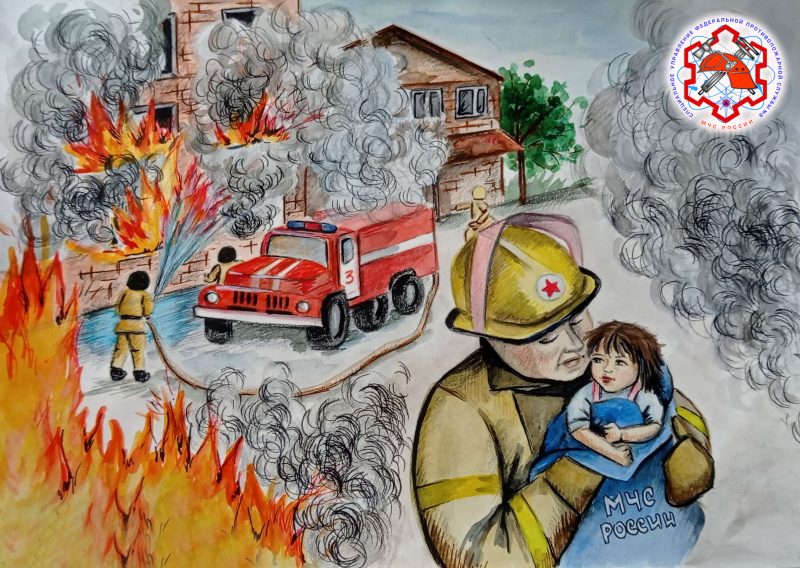 СПЕЦИАЛЬНОЕ УПРАВЛЕНИЕ ФЕДЕРАЛЬНОЙ ПРОТИВОПОЖАРНОЙ СЛУЖБЫ
МЧС РОССИИ
3
МЧС
РОССИИ